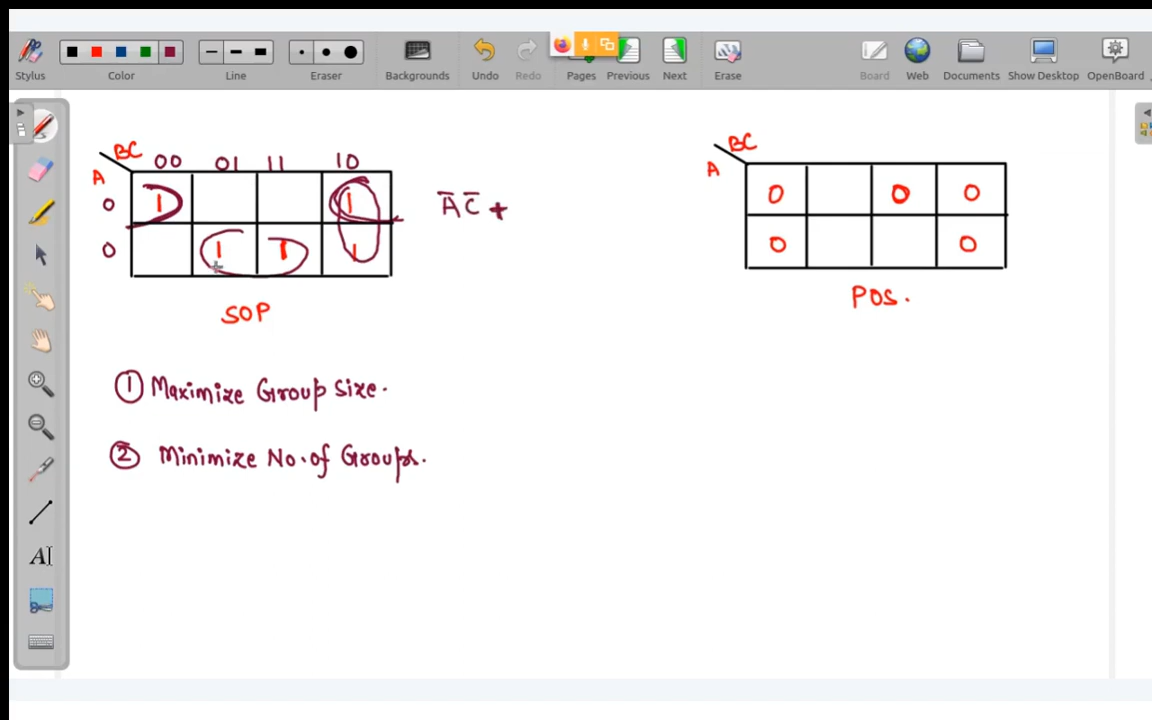 Stylus Color Line Eraser Backgrounds Undo Redo Pages Previous Next Erase Board Web Documents Show Desktop OpenBoard
BC 00 01 11 10
A
0 1 1
0 1 1 1
A̅ C̅ +
SOP
BC
A
0 0 0
0 0
POS.
① Maximize Group Size.
② Minimize No. of Groups.
AI